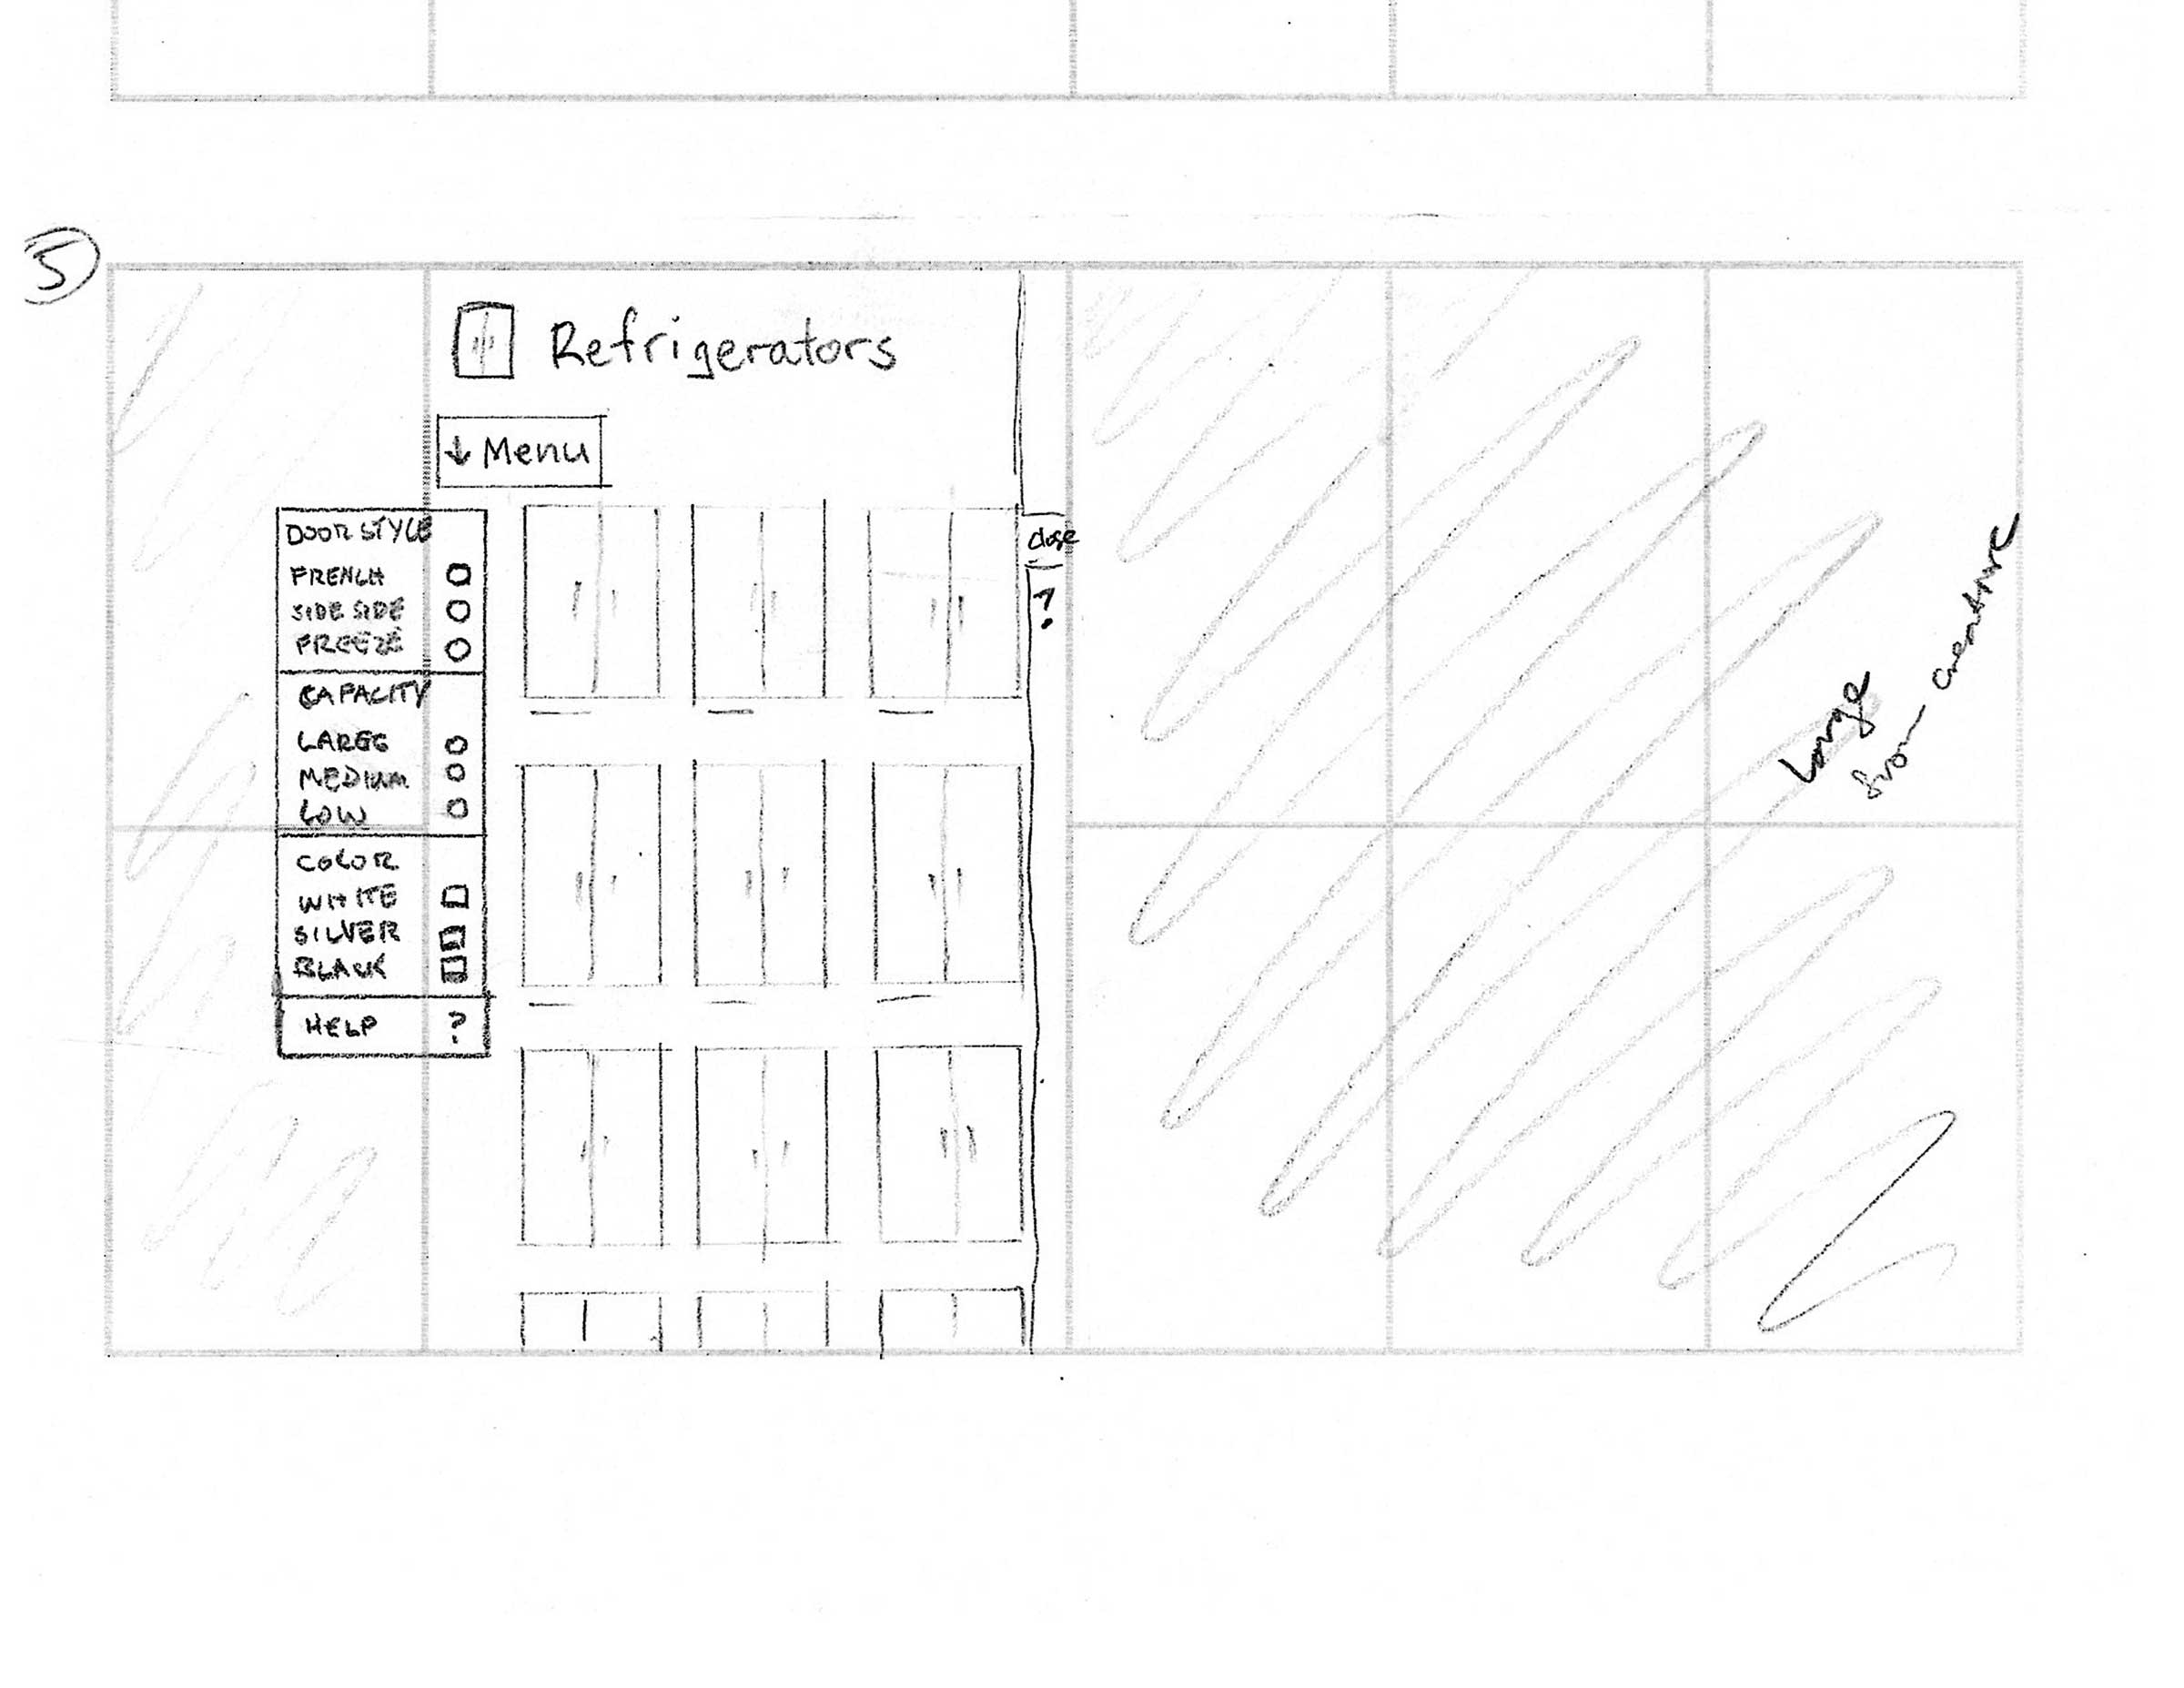 5
Refrigerators
↓ Menu
DOOR STYLE
FRENCH
SIDE SIDE
FREEZE
CAPACITY
LARGE
MEDIUM
LOW
COLOR
WHITE
SILVER
BLACK
HELP ?
close
?
Large
from